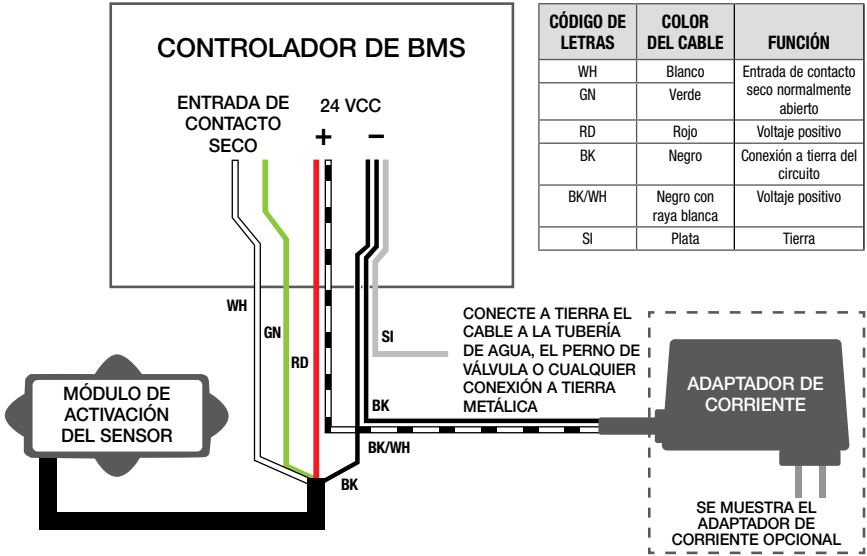 CONTROLADOR DE BMS
ENTRADA DE
CONTACTO
SECO
24 VCC
+
–
WH
GN
RD
SI
BK
BK/WH
BK
MÓDULO DE
ACTIVACIÓN
DEL SENSOR
CONECTE A TIERRA EL
CABLE A LA TUBERÍA
DE AGUA, EL PERNO DE
VÁLVULA O CUALQUIER
CONEXIÓN A TIERRA
METÁLICA
ADAPTADOR DE
CORRIENTE
SE MUESTRA EL
ADAPTADOR DE
CORRIENTE OPCIONAL
CÓDIGO DE
LETRAS
COLOR
DEL CABLE
FUNCIÓN
WH
Blanco
Entrada de contacto
seco normalmente
abierto
GN
Verde
RD
Rojo
Voltaje positivo
BK
Negro
Conexión a tierra del
circuito
BK/WH
Negro con
raya blanca
Voltaje positivo
SI
Plata
Tierra